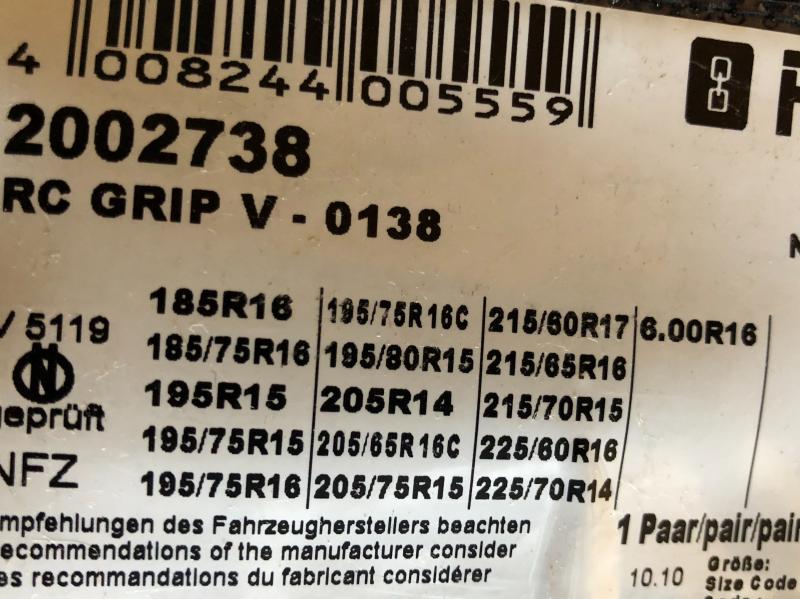 4 008244 005559
2002738
RC GRIP V - 0138
V 5119
geprüft
NFZ
185R16 195/75R16C 215/60R17 6.00R16
185/75R16 195/80R15 215/65R16
195R15 205R14 215/70R15
195/75R15 205/65R16C 225/60R16
195/75R16 205/75R15 225/70R14
mpfehlungen des Fahrzeugherstellers beachten
ecommendations of the manufacturer consider
es recommandations du fabricant considérer
1 Paar/pair/pair
10.10
Größe:
Size Code